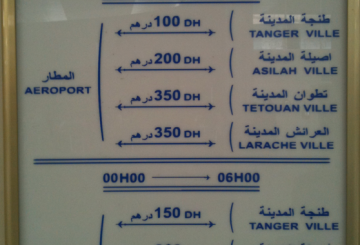 100 DH درهم
طنجة المدينة
TANGER VILLE
200 DH درهم
اصيلة المدينة
ASILAH VILLE
المطار
AEROPORT
350 DH درهم
تطوان المدينة
TETOUAN VILLE
350 DH درهم
العرائش المدينة
LARACHE VILLE
00H00 06H00
150 DH درهم
طنجة المدينة
TANGER VILLE